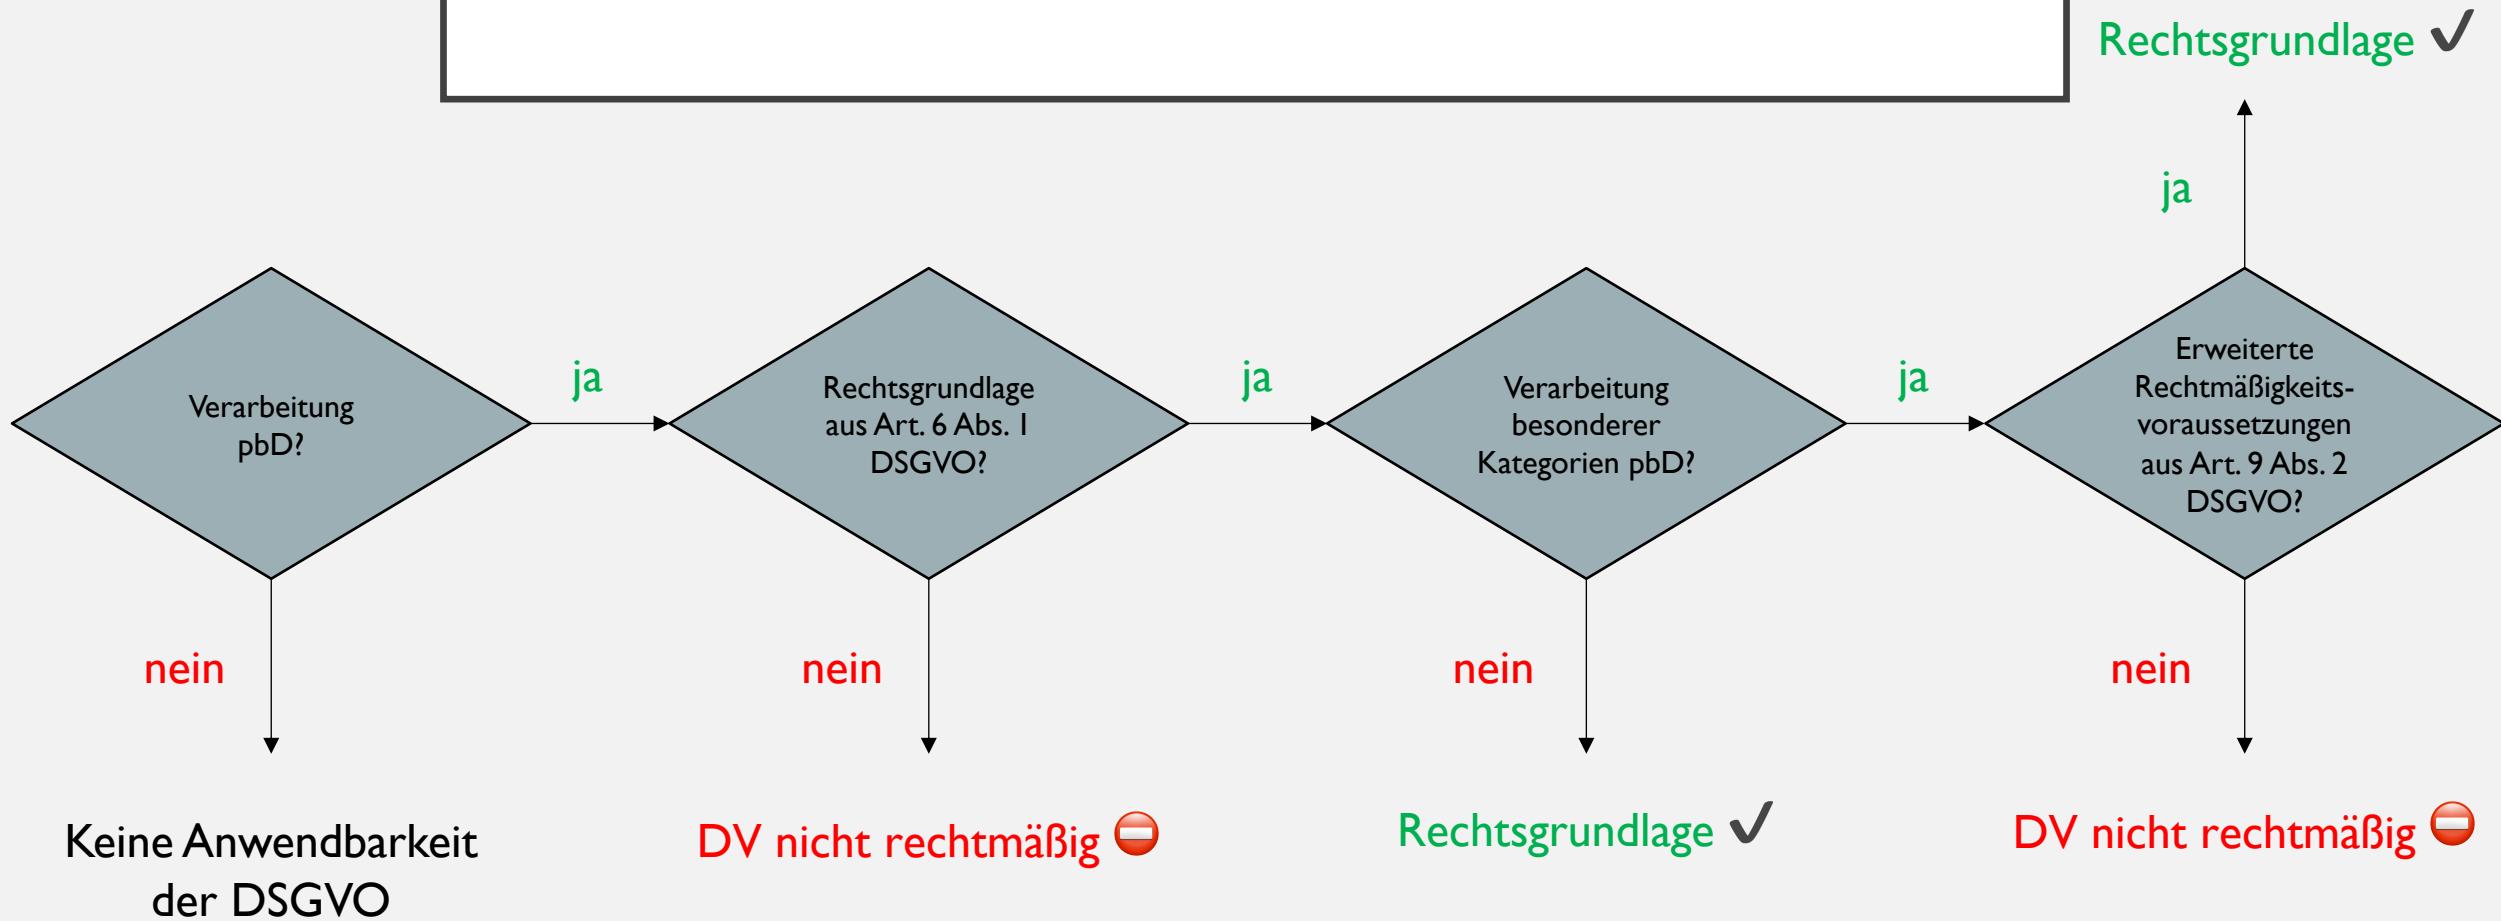 Rechtsgrundlage ✔
ja
Verarbeitung
pbD?
ja
Rechtsgrundlage
aus Art. 6 Abs. 1
DSGVO?
ja
Verarbeitung
besonderer
Kategorien pbD?
ja
Erweiterte
Rechtmäßigkeits-
voraussetzungen
aus Art. 9 Abs. 2
DSGVO?
nein
nein
nein
nein
Keine Anwendbarkeit
der DSGVO
DV nicht rechtmäßig ⛔
Rechtsgrundlage ✔
DV nicht rechtmäßig ⛔